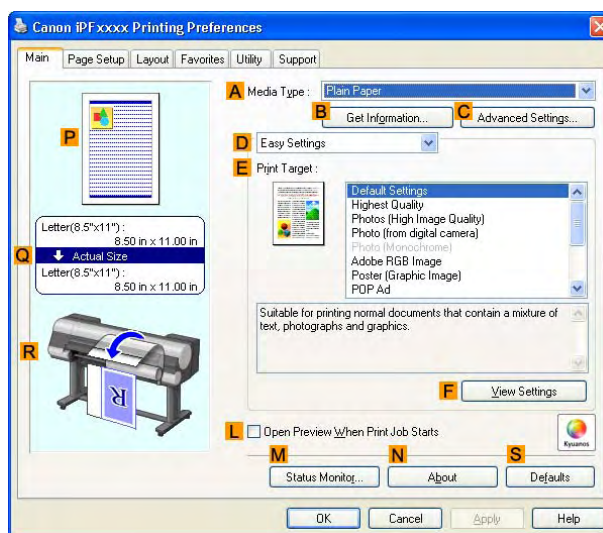 Canon iPFxxxx Printing Preferences
Main Page Setup Layout Favorites Utility Support
A Media Type : Plain Paper
B C
Get Information... Advanced Settings...
D Easy Settings
E Print Target :
P
Default Settings
Highest Quality
Photos (High Image Quality)
Photo (from digital camera)
Photo (Monochrome)
Adobe RGB Image
Poster (Graphic Image)
POP Ad
Letter(8.5"x11") :
8.50 in x 11.00 in
Q Actual Size
Letter(8.5"x11") :
8.50 in x 11.00 in
Suitable for printing normal documents that contain a mixture of
text, photographs and graphics.
R
R
F View Settings
L Open Preview When Print Job Starts
Kyuanos
M N S
Status Monitor... About Defaults
OK Cancel Apply Help